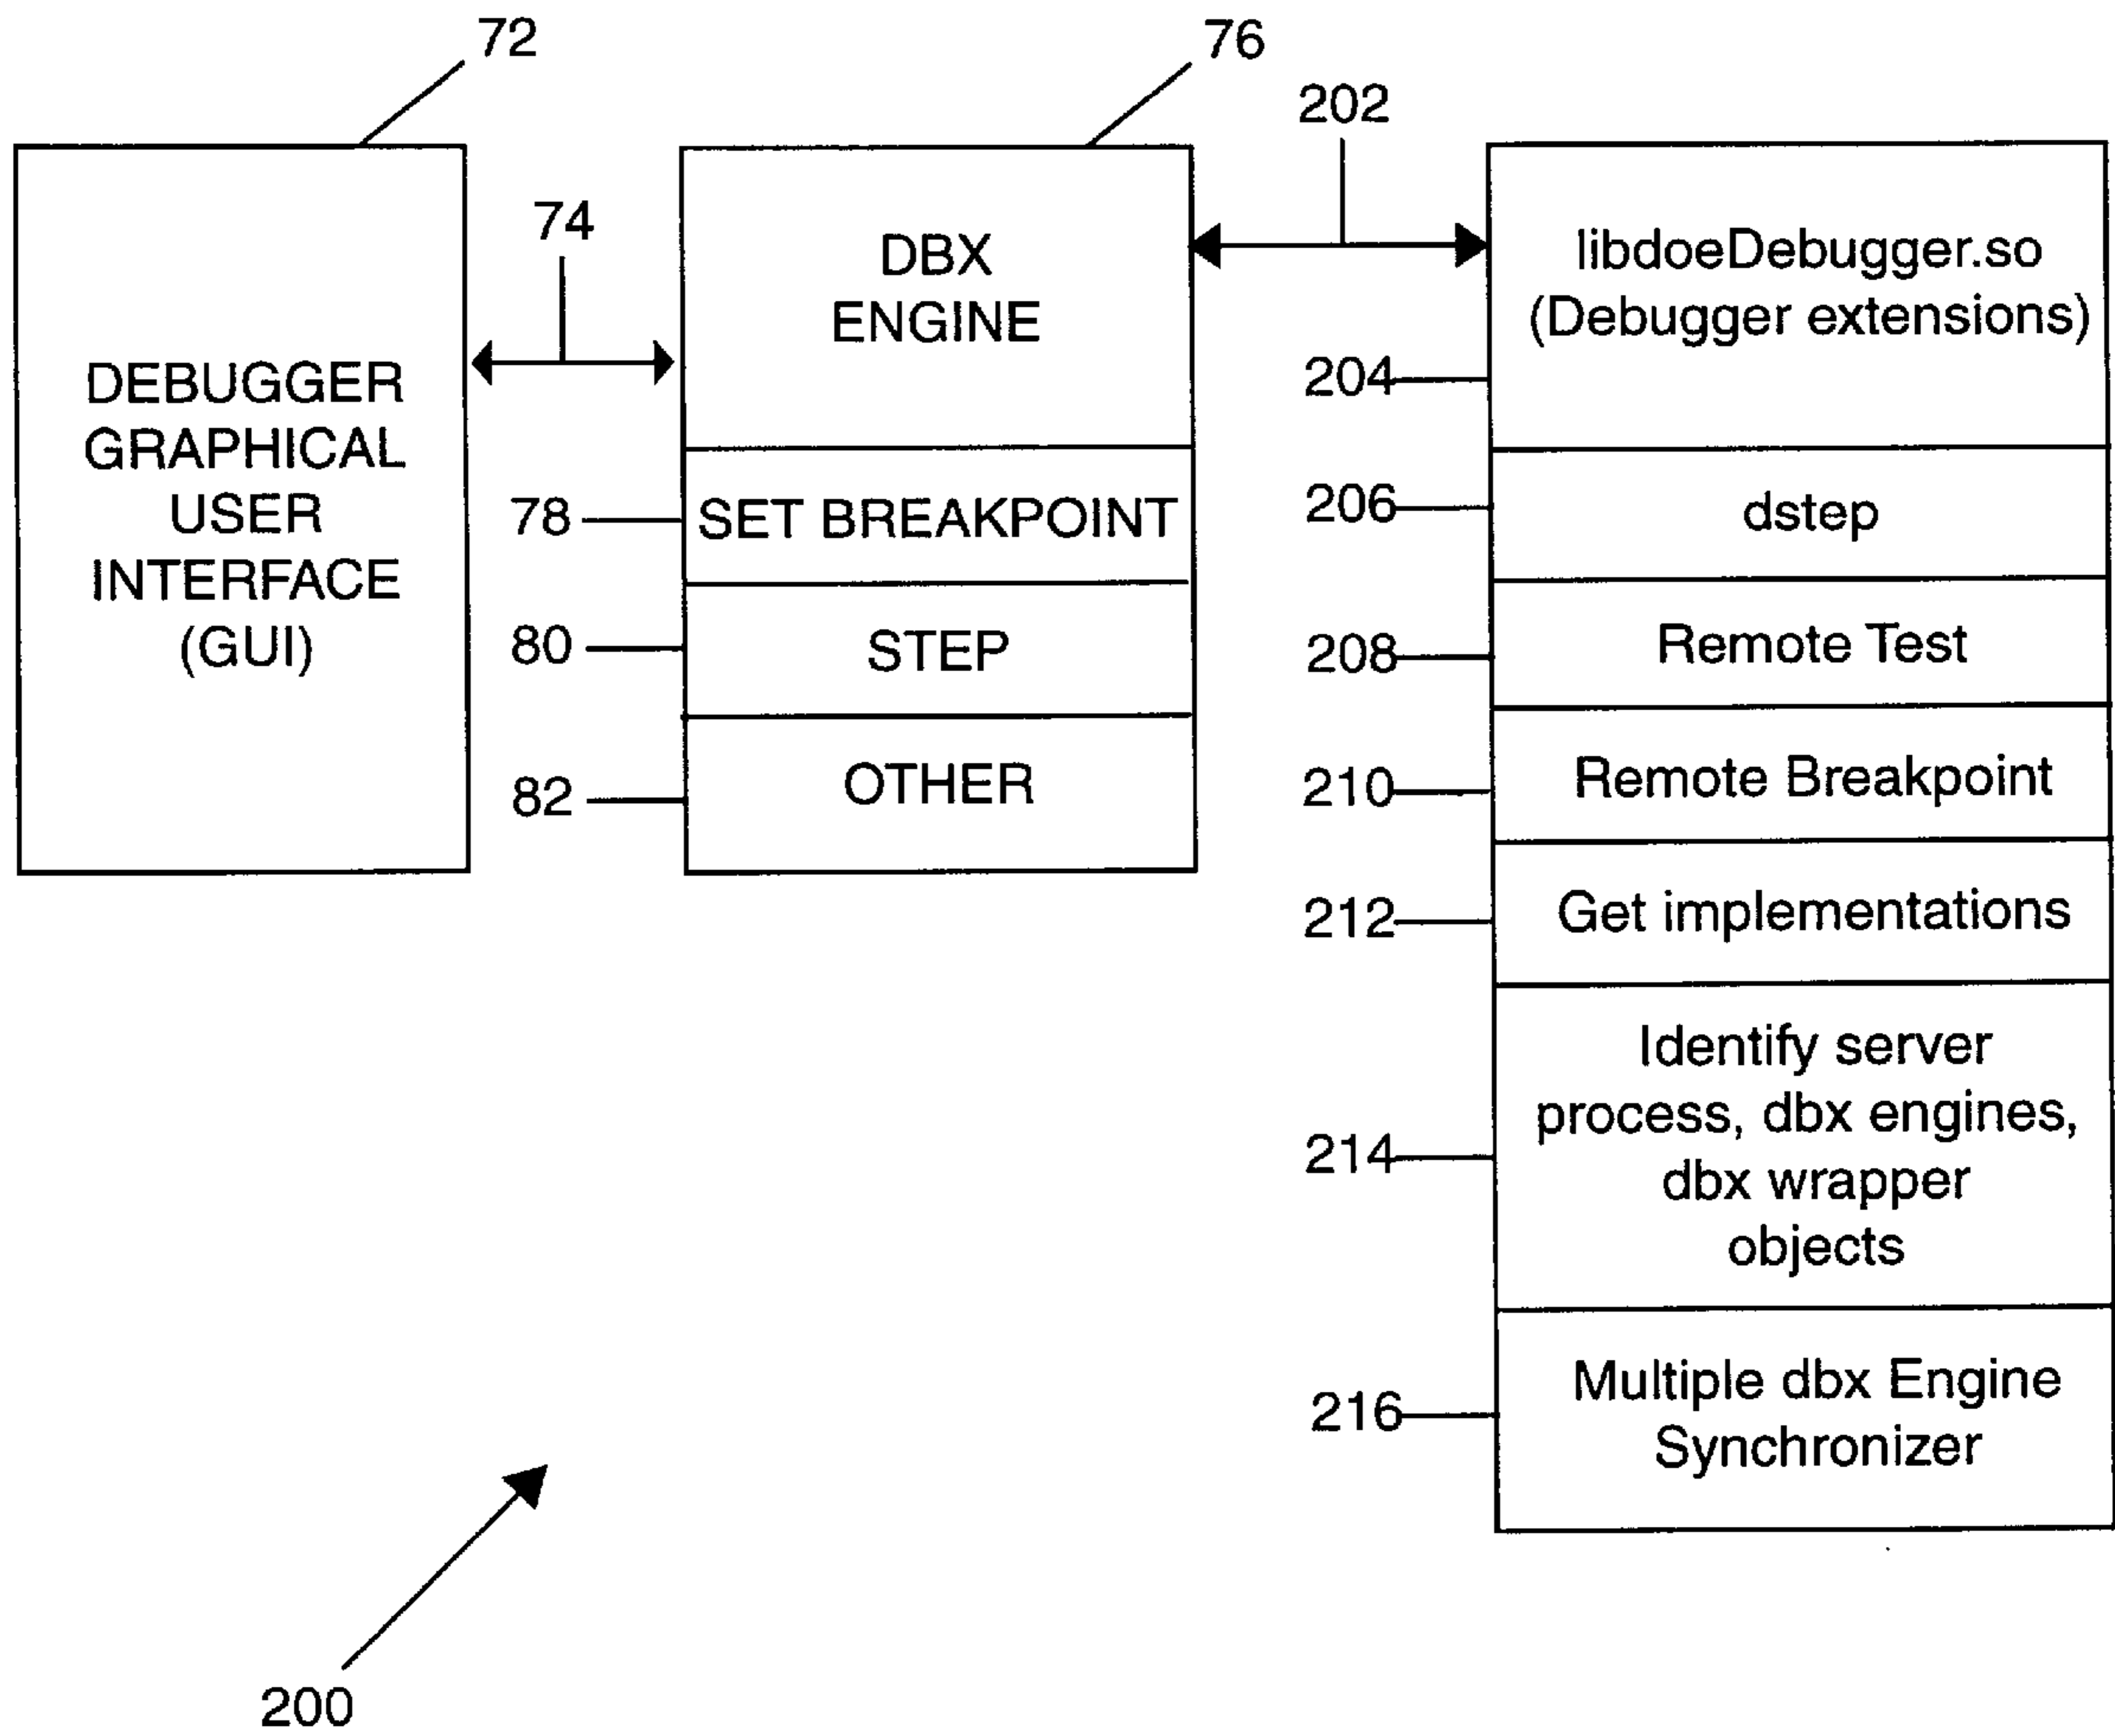 72
76
202
74
DEBUGGER
GRAPHICAL
USER
INTERFACE
(GUI)
DBX
ENGINE
78
SET BREAKPOINT
80
STEP
82
OTHER
libdoeDebugger.so
(Debugger extensions)
204
206
dstep
208
Remote Test
210
Remote Breakpoint
212
Get implementations
214
Identify server
process, dbx engines,
dbx wrapper
objects
216
Multiple dbx Engine
Synchronizer
200